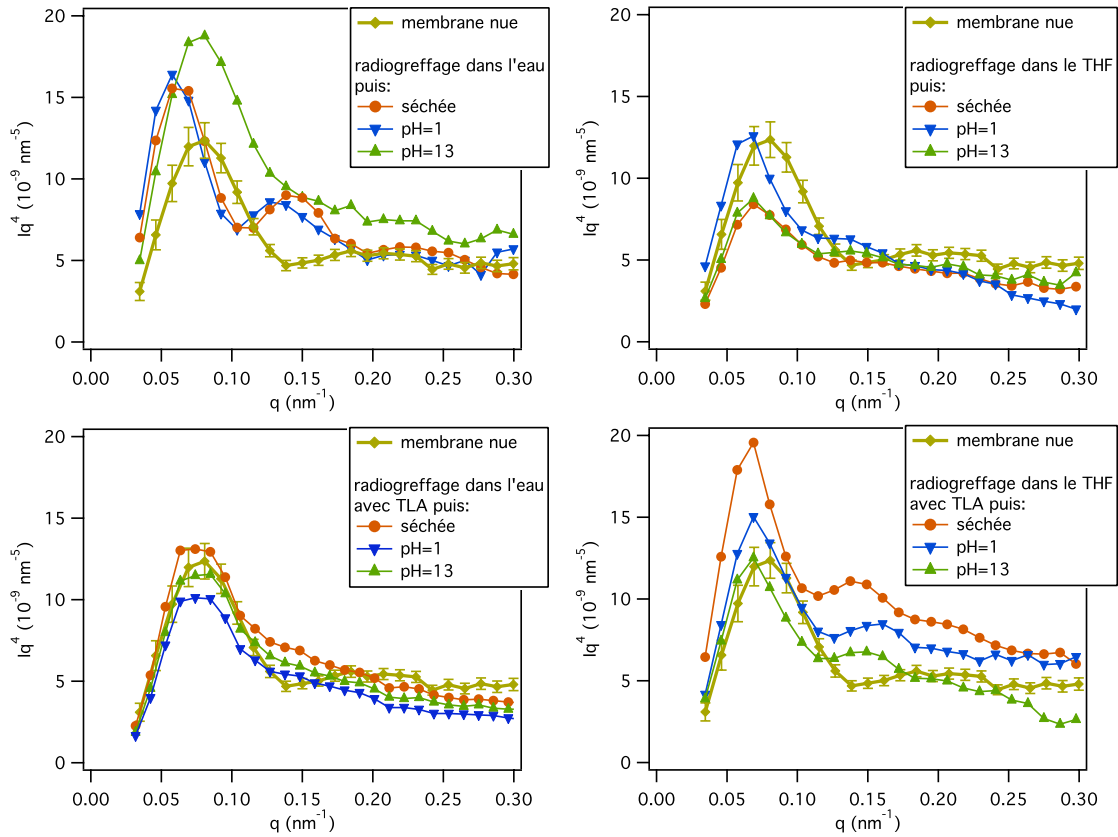 20
15
10
5
0
Iq⁴ (10⁻⁹ nm⁻⁵)
0.00 0.05 0.10 0.15 0.20 0.25 0.30
q (nm⁻¹)
membrane nue
radiogreffage dans l'eau
puis:
séchée
pH=1
pH=13
20
15
10
5
0
Iq⁴ (10⁻⁹ nm⁻⁵)
0.00 0.05 0.10 0.15 0.20 0.25 0.30
q (nm⁻¹)
membrane nue
radiogreffage dans le THF
puis:
séchée
pH=1
pH=13
20
15
10
5
0
Iq⁴ (10⁻⁹ nm⁻⁵)
0.00 0.05 0.10 0.15 0.20 0.25 0.30
q (nm⁻¹)
membrane nue
radiogreffage dans l'eau
avec TLA puis:
séchée
pH=1
pH=13
20
15
10
5
0
Iq⁴ (10⁻⁹ nm⁻⁵)
0.00 0.05 0.10 0.15 0.20 0.25 0.30
q (nm⁻¹)
membrane nue
radiogreffage dans le THF
avec TLA puis:
séchée
pH=1
pH=13